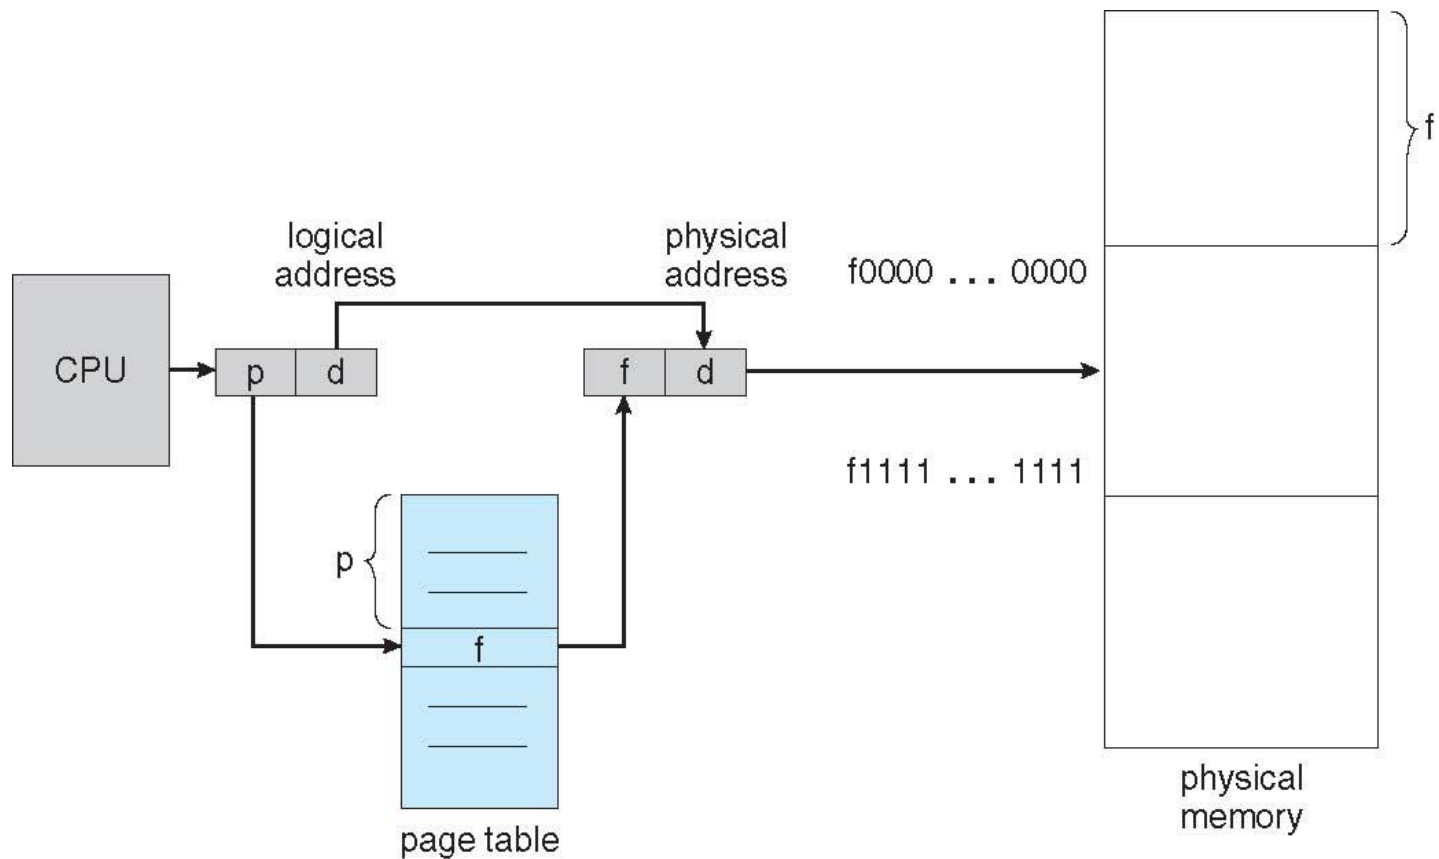 f
logical
address
physical
address
f0000 ... 0000
CPU
p
d
f
d
f1111 ... 1111
p
f
page table
physical
memory